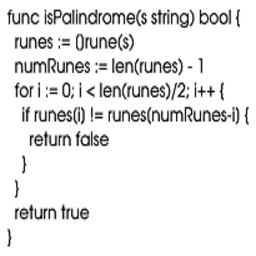 func isPalindrome(s string) bool {
runes := ()rune(s)
numRunes := len(runes) - 1
for i := 0; i < len(runes)/2; i++ {
if runes(i) != runes(numRunes-i) {
return false
}
}
return true
}